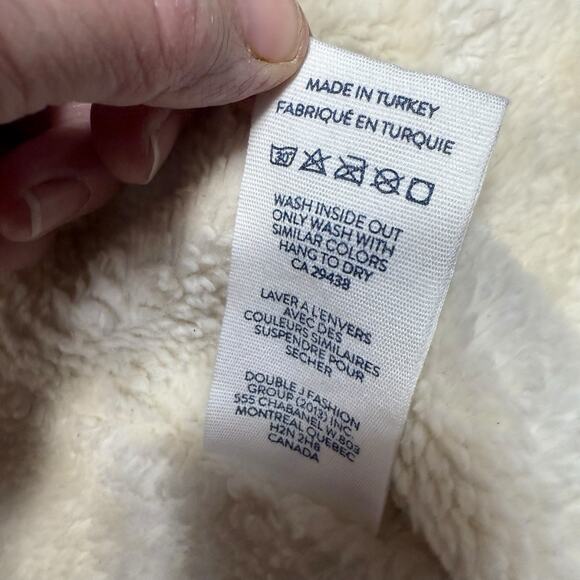 MADE IN TURKEY
FABRIQUÉ EN TURQUIE
30
WASH INSIDE OUT
ONLY WASH WITH
SIMILAR COLORS
HANG TO DRY
CA 29438
LAVER A L'ENVERS
AVEC DES
COULEURS SIMILAIRES
SUSPENDRE POUR
SECHER
DOUBLE J FASHION
GROUP (2013) INC.
555 CHABANEL W. 803
MONTREAL QUEBEC
H2N 2H8
CANADA